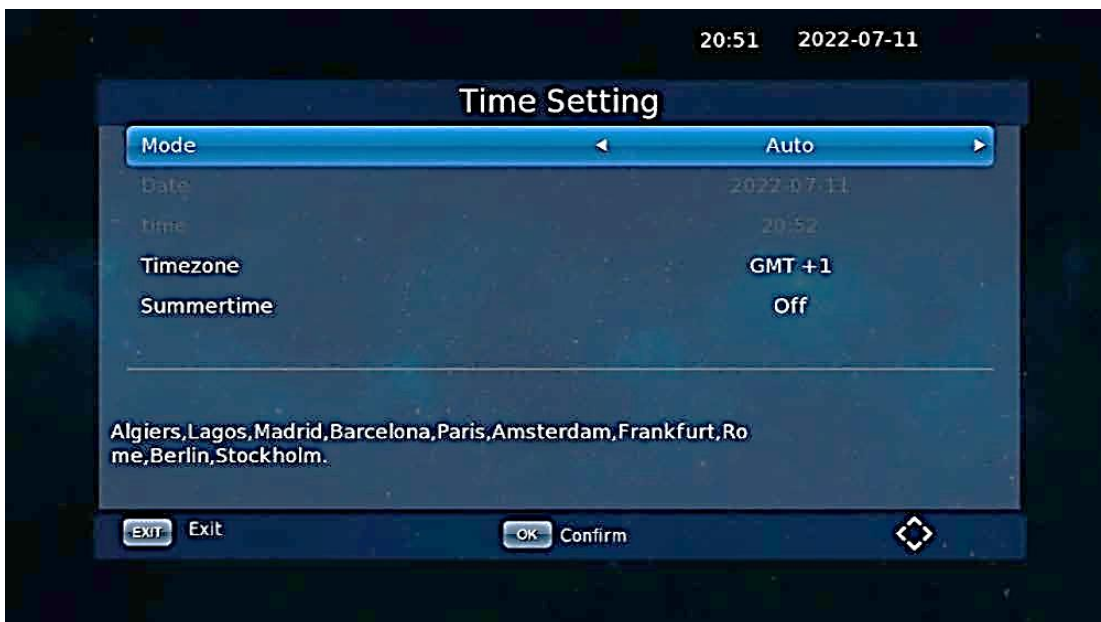 20:51 2022-07-11
Time Setting
Mode Auto
Date 2022-07-11
time 20:52
Timezone GMT +1
Summertime Off
Algiers,Lagos,Madrid,Barcelona,Paris,Amsterdam,Frankfurt,Ro
me,Berlin,Stockholm.
EXIT Exit OK Confirm